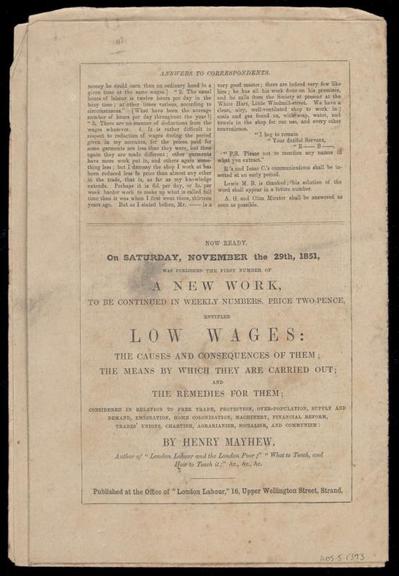 ANSWERS TO CORRESPONDENTS.
money he could earn than an ordinary hand in a
given time at the same wages.] “2. The usual
hours of labour is twelve hours per day in the
busy time; at other times various, according to
circumstances. [What have been the average
number of hours per day throughout the year?]
“3. There are no means of deductions from the
wages whatever. 4. It is rather difficult in
respect to reduction of wages during the period
given in my answers, for the prices paid for
some garments are less than they were, but then
again they are made different; other garments
have more work put in, and others again some-
thing less; but I daresay the shop I work at has
been reduced less in price than almost any other
in the trade, that is, as far as my knowledge
extends. Perhaps it is 6d. per day, or 3s. per
week harder work to make up what is called full
time than it was when I first went there, thirteen
years ago. But as I stated before, Mr. —— is a
very good master; there are indeed very few like
him; he has all his work done on his premises,
and he calls from the Society at present at the
White Hart, Little Windmill-street. We have a
clean, airy, well-ventilated shop to work in;
coals and gas found us, with soap, water, and
towels in the shop for our use, and every other
convenience.
“I beg to remain
“Your dutiful Servant,
“R—— B——.
“P.S. Please not to mention any names if
what you extract.”
R.'s and Isaac C.'s communications shall be in-
serted at an early period.
Lewis M. B. is thanked; his solution of the
word shall appear in a future number.
A. G. and Olim Miratur shall be answered as
soon as possible.
NOW READY.
On SATURDAY, NOVEMBER the 29th, 1851,
WAS PUBLISHED THE FIRST NUMBER OF
A NEW WORK,
TO BE CONTINUED IN WEEKLY NUMBERS. PRICE TWO-PENCE,
ENTITLED
LOW WAGES:
THE CAUSES AND CONSEQUENCES OF THEM;
THE MEANS BY WHICH THEY ARE CARRIED OUT;
AND
THE REMEDIES FOR THEM;
CONSIDERED IN RELATION TO FREE TRADE, PROTECTION, OVER-POPULATION, SUPPLY AND
DEMAND, EMIGRATION, HOME COLONIZATION, MACHINERY, FINANCIAL REFORM,
TRADES' UNIONS, CHARTISM, AGRARIANISM, SOCIALISM, AND COMMUNISM:
BY HENRY MAYHEW,
Author of “London Labour and the London Poor;” “What to Teach, and
How to Teach it;” &c., &c., &c.
Published at the Office of “London Labour,” 16, Upper Wellington Street, Strand.